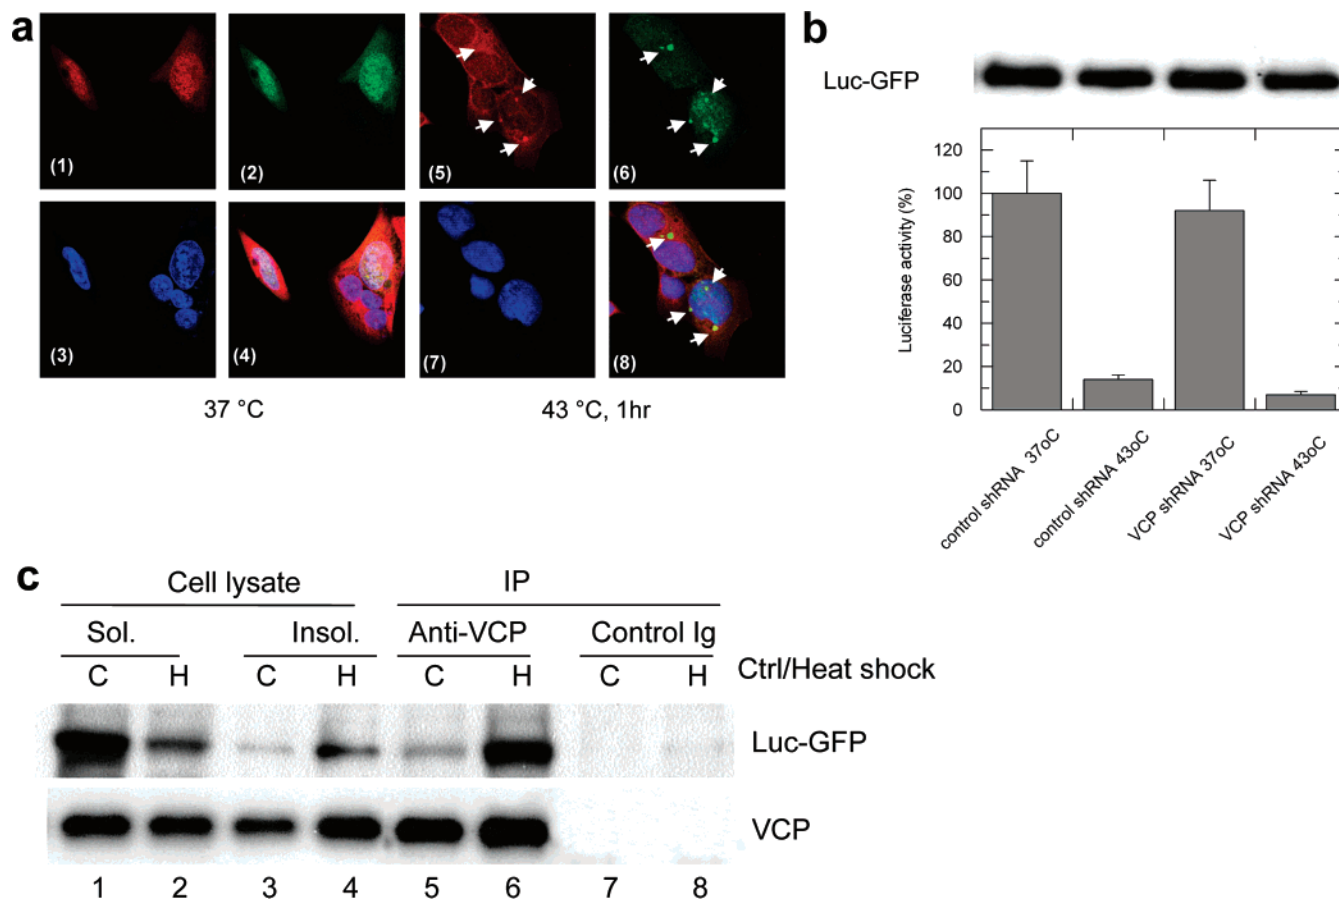 a
(1)
(2)
(5)
(6)
(3)
(4)
(7)
(8)
37 °C
43 °C, 1hr
b
Luc-GFP
Luciferase activity (%)
120
100
80
60
40
20
0
control shRNA 37oC
control shRNA 43oC
VCP shRNA 37oC
VCP shRNA 43oC
c
Cell lysate IP
Sol. Insol. Anti-VCP Control Ig
C H C H C H C H Ctrl/Heat shock
Luc-GFP
VCP
1 2 3 4 5 6 7 8